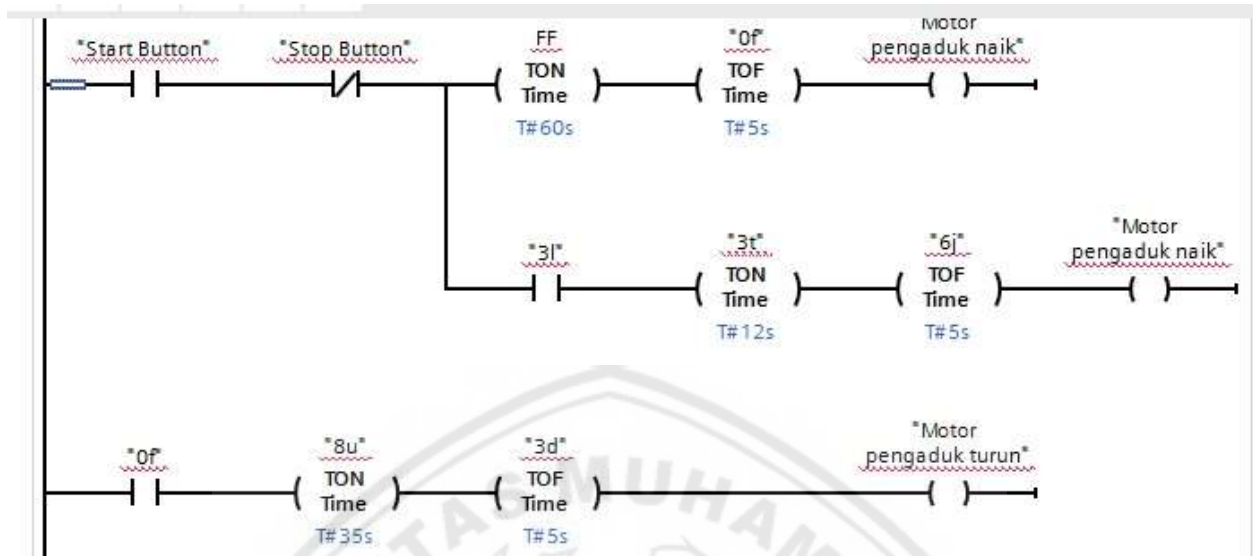 "Start Button"
"Stop Button"
FF
TON
Time
T#60s
"0f"
TOF
Time
T#5s
Motor
pengaduk naik"
"3l"
"3t"
TON
Time
T#12s
"6j"
TOF
Time
T#5s
"Motor
pengaduk naik"
"0f"
"8u"
TON
Time
T#35s
"3d"
TOF
Time
T#5s
"Motor
pengaduk turun"
TAS MUHAM